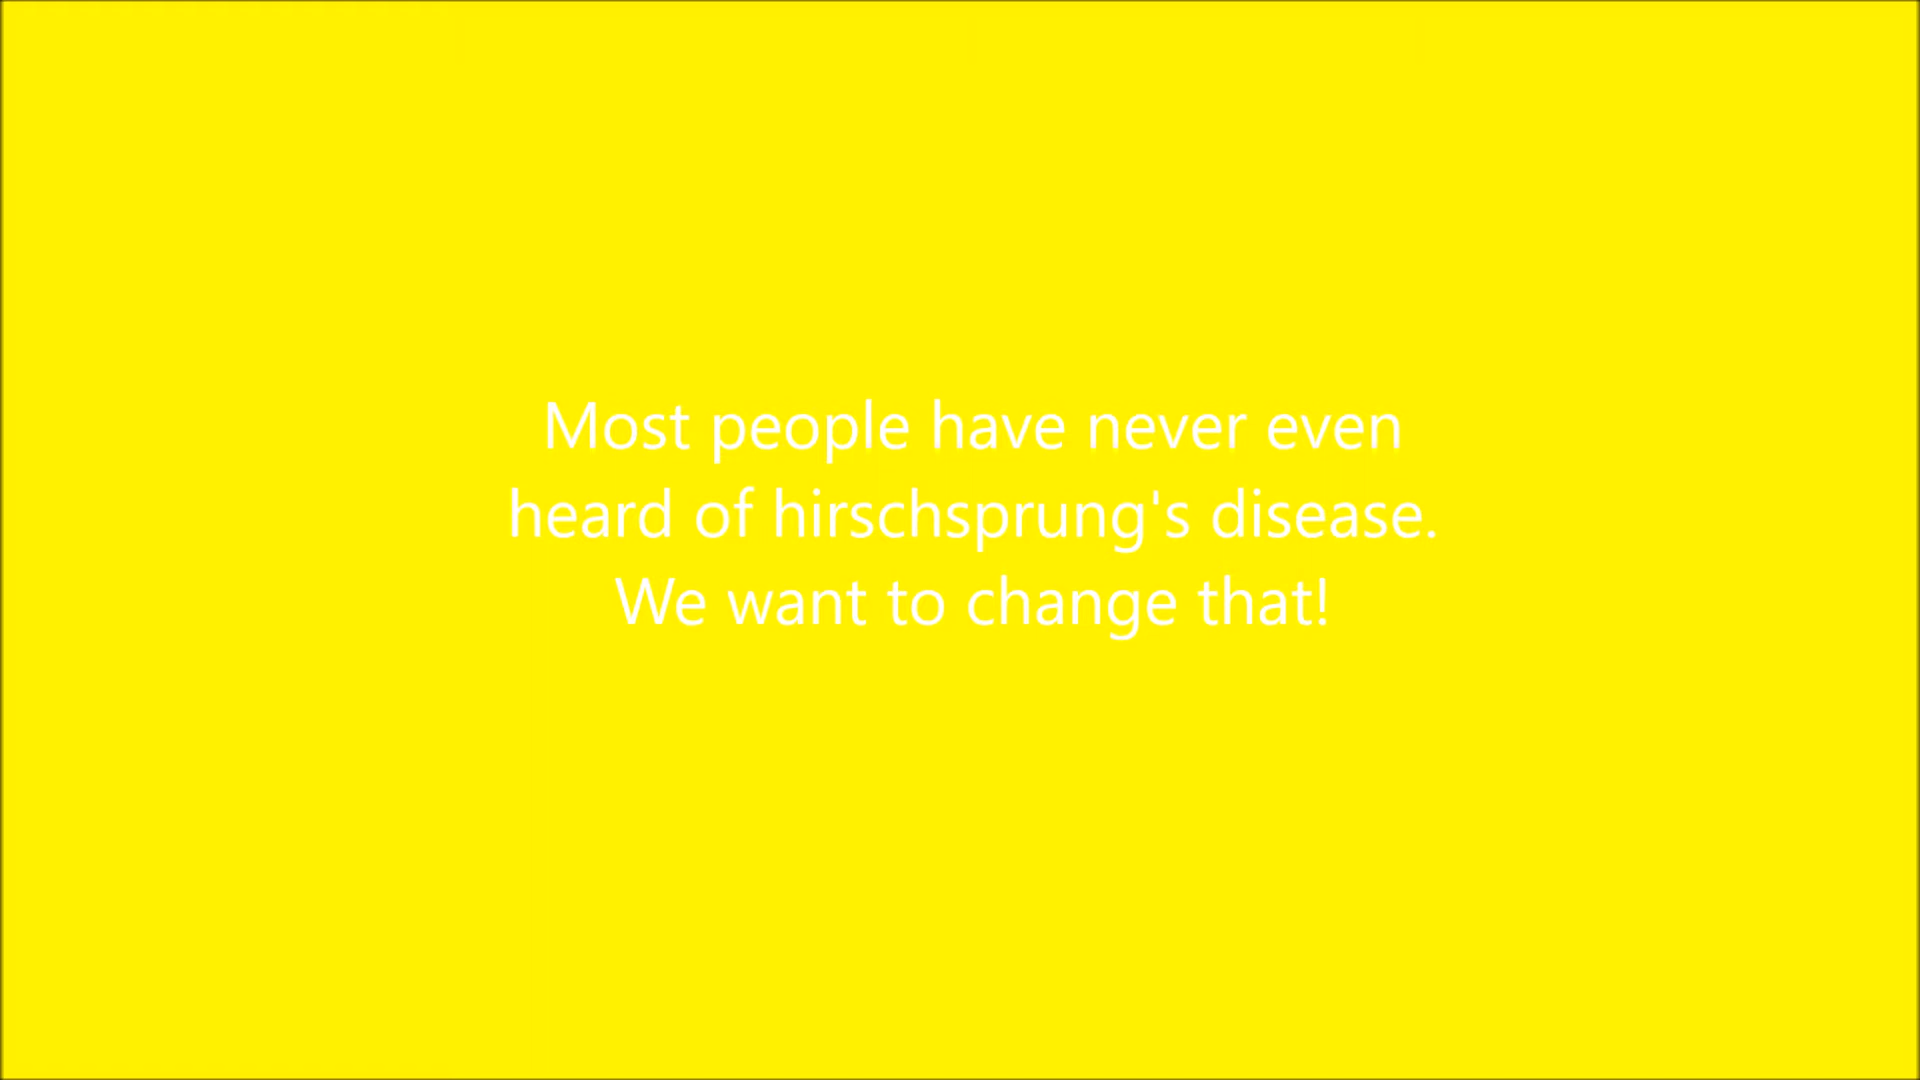 Most people have never even
heard of hirschsprung's disease.
We want to change that!